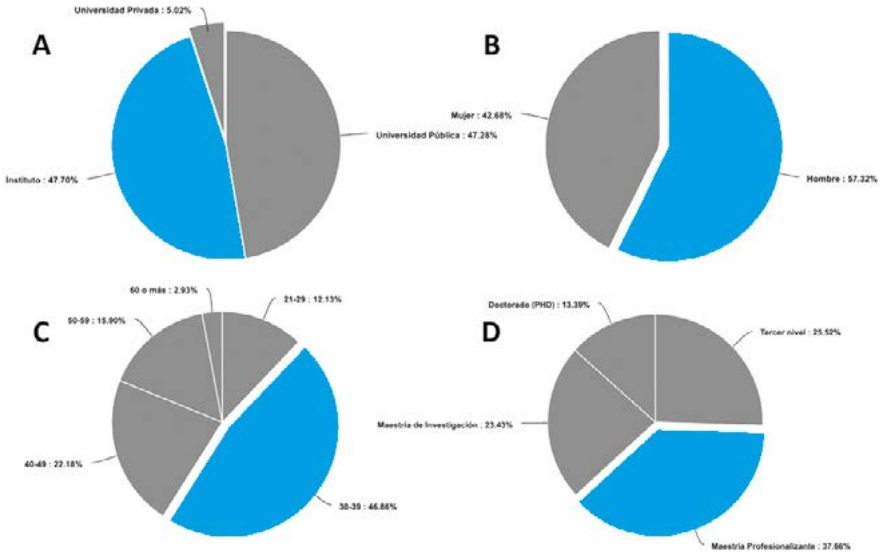 A
Universidad Privada : 5.02%
Universidad Pública : 47.28%
Instituto : 47.70%
B
Mujer : 42.68%
Hombre : 57.32%
C
60 o más : 2.93%
21-29 : 12.13%
50-59 : 15.90%
40-49 : 22.18%
30-39 : 46.86%
D
Doctorado (PHD) : 13.39%
Tercer nivel : 25.52%
Maestría de Investigación : 23.43%
Maestría Profesionalizante : 37.66%